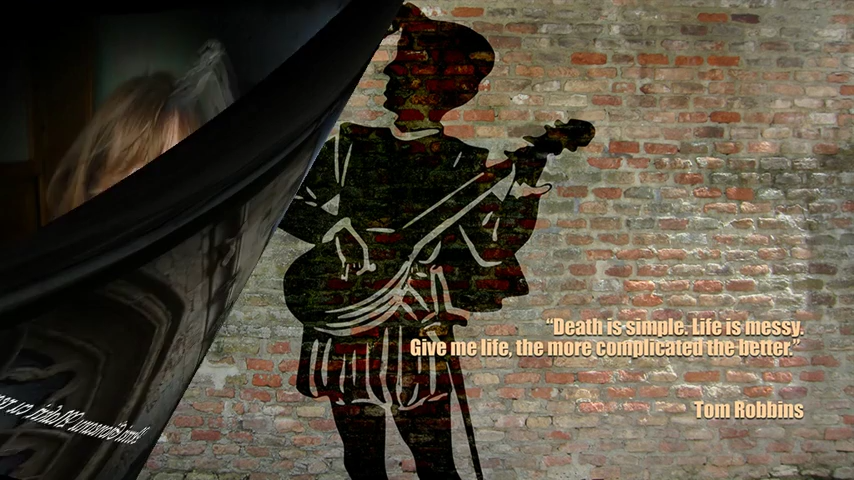 “Death is simple. Life is messy.
Give me life, the more complicated the better.”
Tom Robbins